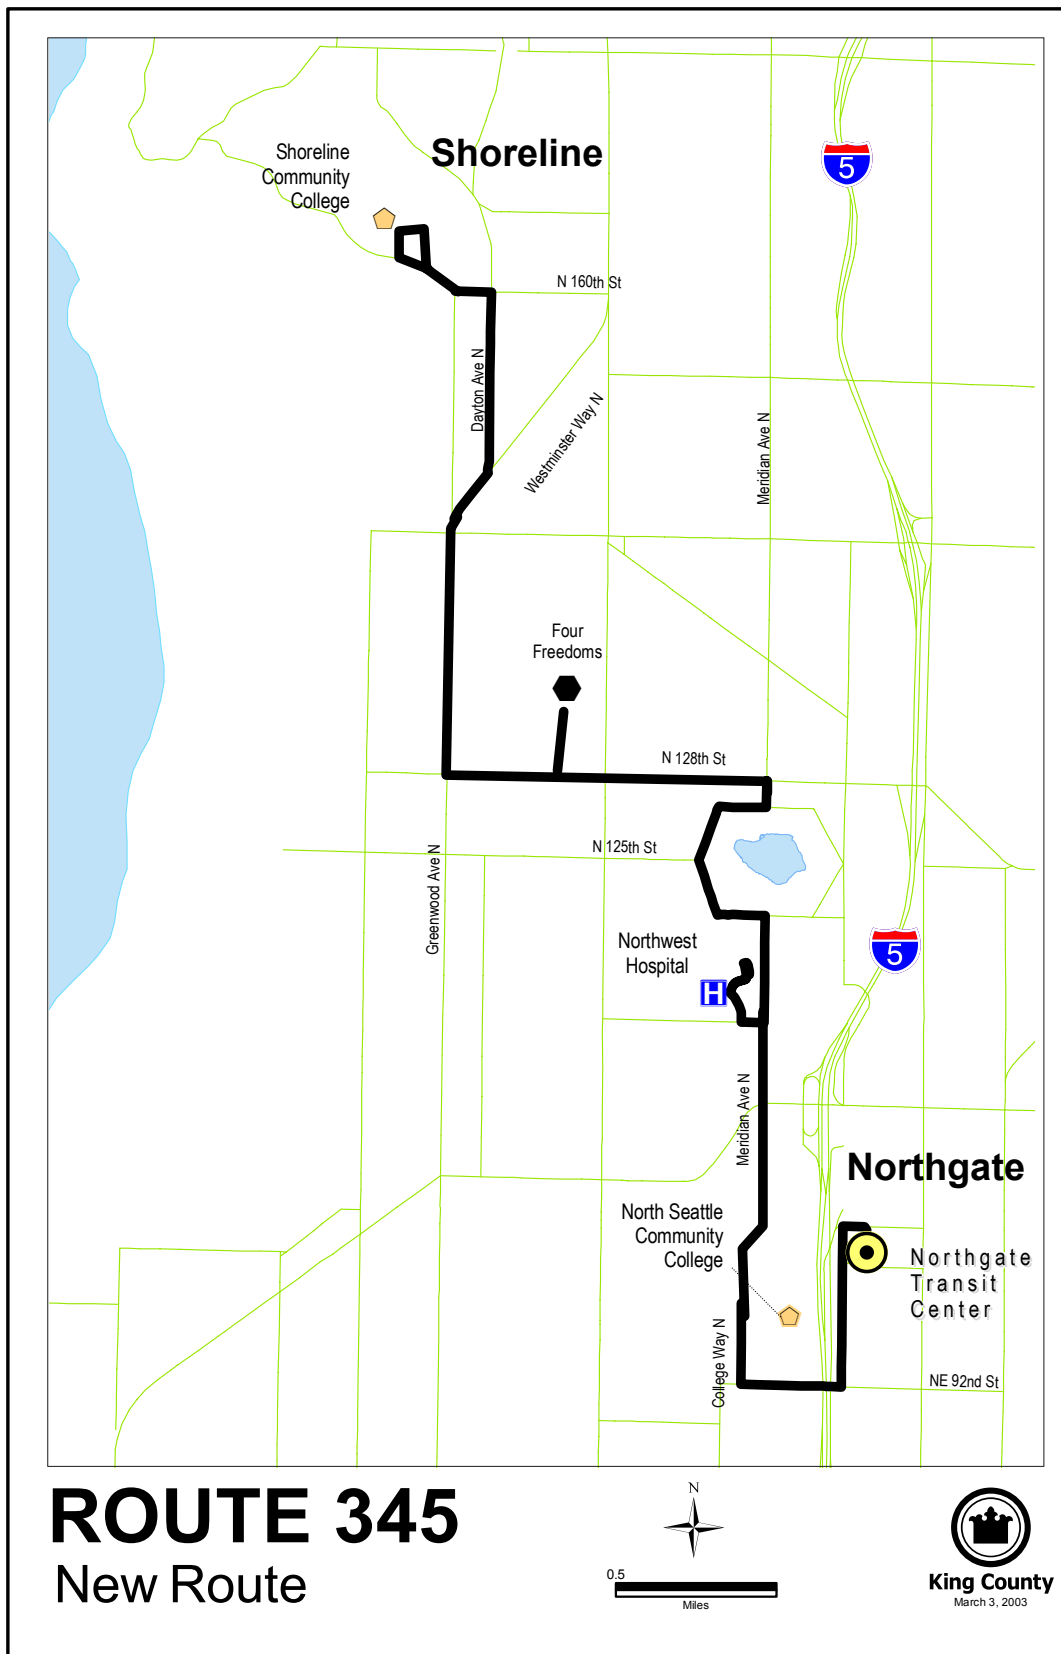 Shoreline
Shoreline
Community
College
5
N 160th St
Dayton Ave N
Westminster Way N
Meridian Ave N
Four
Freedoms
N 128th St
N 125th St
Greenwood Ave N
Northwest
Hospital
H
5
Meridian Ave N
Northgate
North Seattle
Community
College
Northgate
Transit
Center
College Way N
NE 92nd St
ROUTE 345
New Route
N
0.5
Miles
King County
March 3, 2003